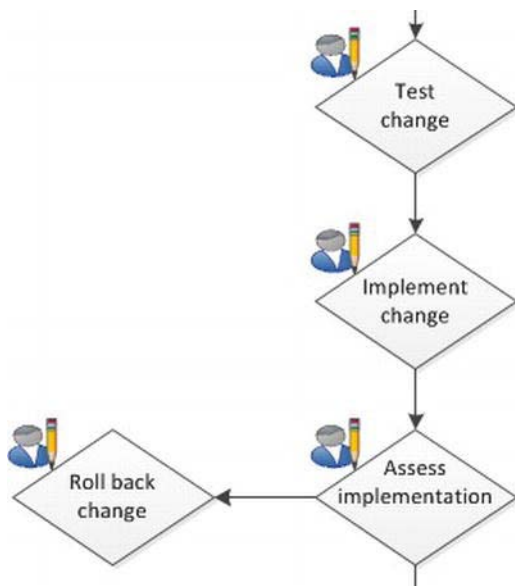 Test
change
Implement
change
Assess
implementation
Roll back
change